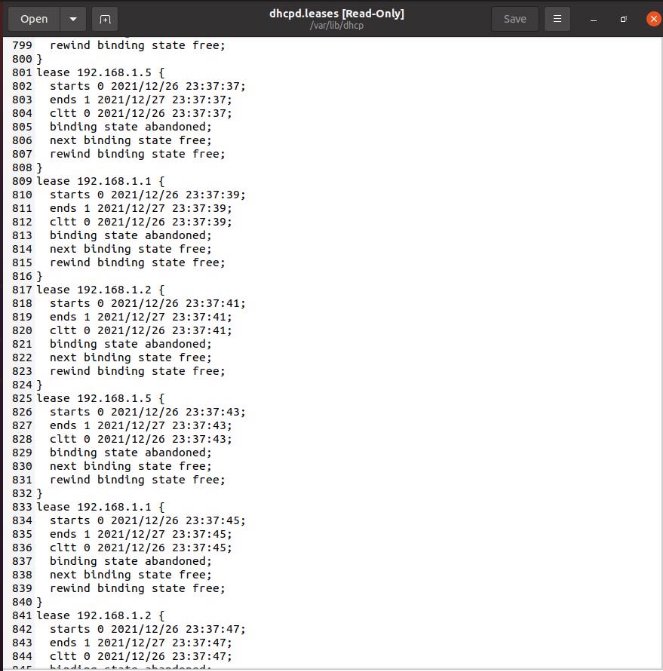 Open
dhcpd.leases [Read-Only]
/var/lib/dhcp
Save
799 rewind binding state free;
800 }
801 lease 192.168.1.5 {
802 starts 0 2021/12/26 23:37:37;
803 ends 1 2021/12/27 23:37:37;
804 cltt 0 2021/12/26 23:37:37;
805 binding state abandoned;
806 next binding state free;
807 rewind binding state free;
808 }
809 lease 192.168.1.1 {
810 starts 0 2021/12/26 23:37:39;
811 ends 1 2021/12/27 23:37:39;
812 cltt 0 2021/12/26 23:37:39;
813 binding state abandoned;
814 next binding state free;
815 rewind binding state free;
816 }
817 lease 192.168.1.2 {
818 starts 0 2021/12/26 23:37:41;
819 ends 1 2021/12/27 23:37:41;
820 cltt 0 2021/12/26 23:37:41;
821 binding state abandoned;
822 next binding state free;
823 rewind binding state free;
824 }
825 lease 192.168.1.5 {
826 starts 0 2021/12/26 23:37:43;
827 ends 1 2021/12/27 23:37:43;
828 cltt 0 2021/12/26 23:37:43;
829 binding state abandoned;
830 next binding state free;
831 rewind binding state free;
832 }
833 lease 192.168.1.1 {
834 starts 0 2021/12/26 23:37:45;
835 ends 1 2021/12/27 23:37:45;
836 cltt 0 2021/12/26 23:37:45;
837 binding state abandoned;
838 next binding state free;
839 rewind binding state free;
840 }
841 lease 192.168.1.2 {
842 starts 0 2021/12/26 23:37:47;
843 ends 1 2021/12/27 23:37:47;
844 cltt 0 2021/12/26 23:37:47;
845 binding state abandoned;